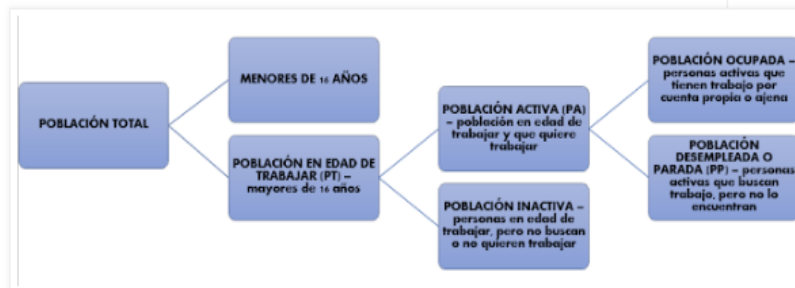 POBLACIÓN TOTAL
MENORES DE 16 AÑOS
POBLACIÓN EN EDAD DE
TRABAJAR (PT) –
mayores de 16 años
POBLACIÓN ACTIVA (PA)
– población en edad de
trabajar y que quiere
trabajar
POBLACIÓN INACTIVA –
personas en edad de
trabajar, pero no buscan
o no quieren trabajar
POBLACIÓN OCUPADA –
personas activas que
tienen trabajo por
cuenta propia o ajena
POBLACIÓN
DESEMPLEADA O
PARADA (PP) – personas
activas que buscan
trabajo, pero no lo
encuentran